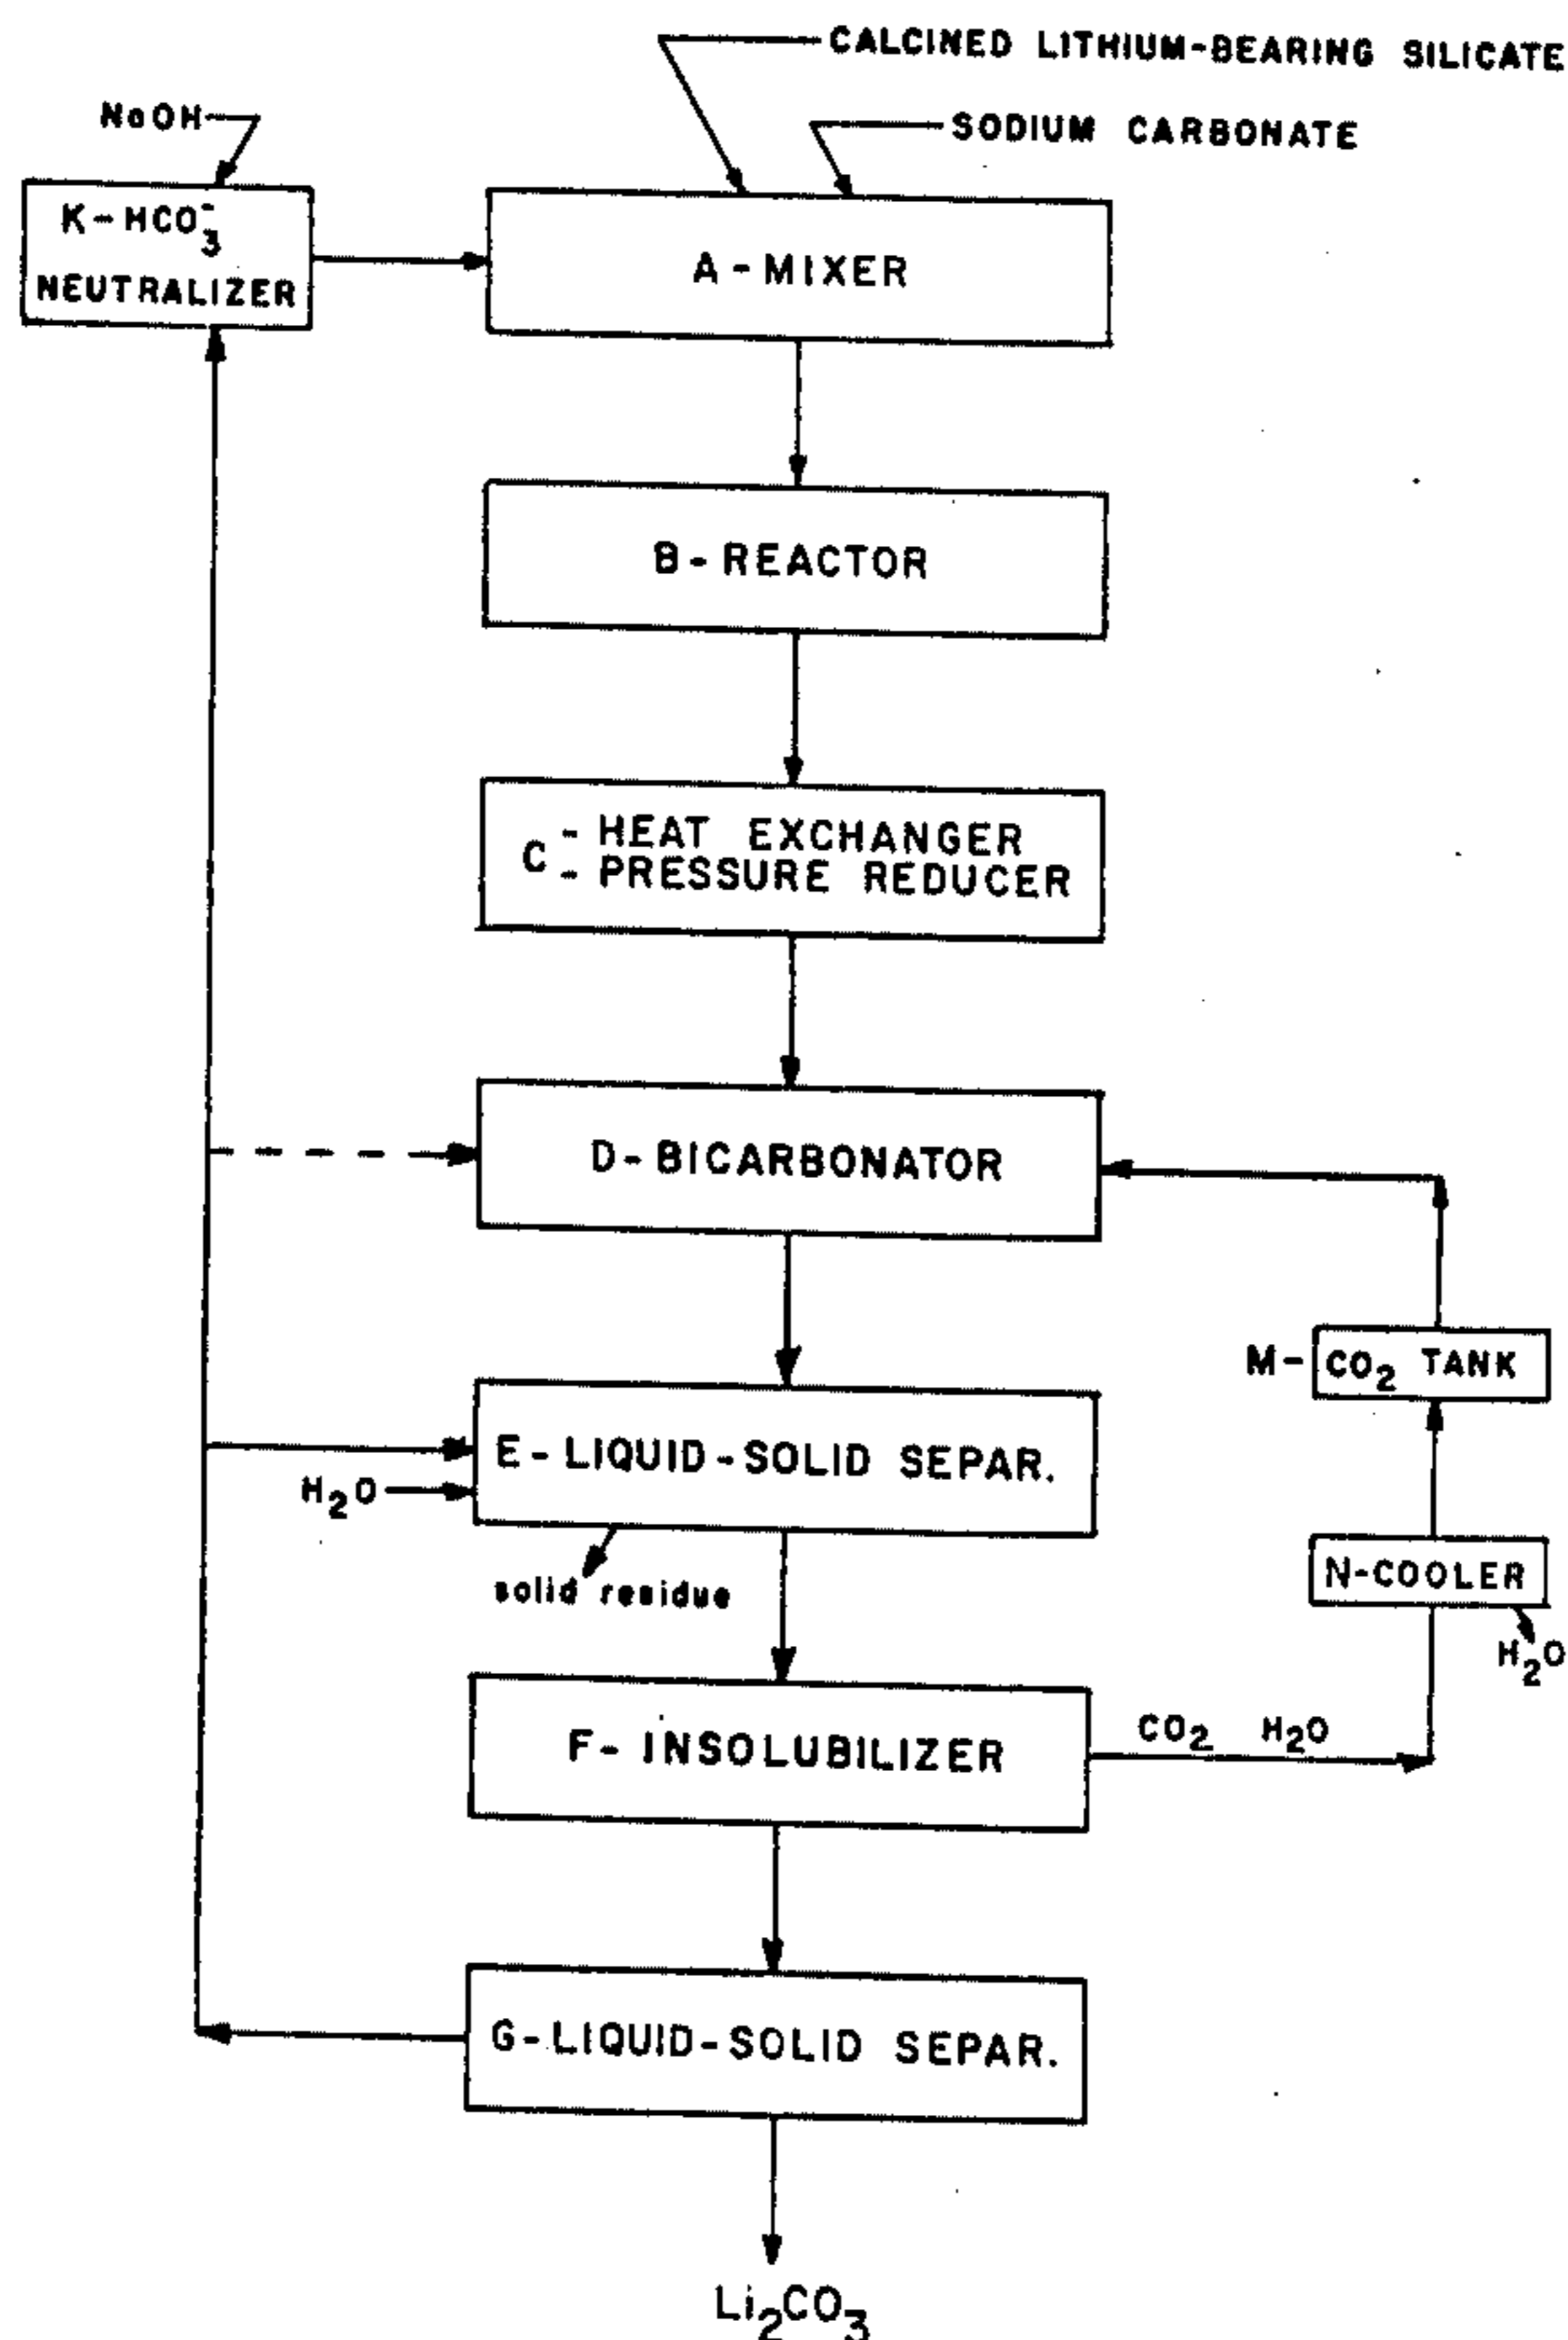 CALCINED LITHIUM-BEARING SILICATE
NaOH
SODIUM CARBONATE
K-HCO₃⁻
NEUTRALIZER
A-MIXER
B-REACTOR
C - HEAT EXCHANGER
- PRESSURE REDUCER
D-BICARBONATOR
M- CO₂ TANK
E-LIQUID-SOLID SEPAR.
H₂O
N-COOLER
solid residue
H₂O
F- INSOLUBILIZER
CO₂ H₂O
G-LIQUID-SOLID SEPAR.
Li₂CO₃